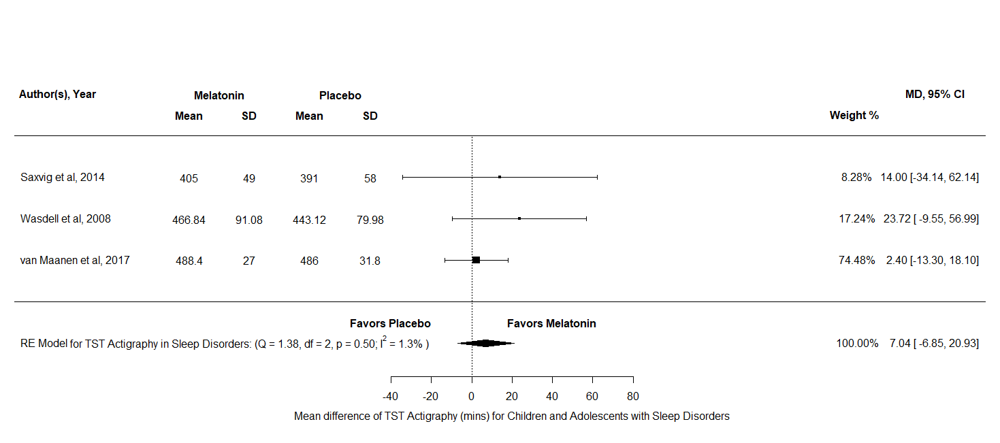 Author(s), Year Melatonin Placebo MD, 95% CI
Mean SD Mean SD Weight %
Saxvig et al, 2014 405 49 391 58 8.28% 14.00 [-34.14, 62.14]
Wasdell et al, 2008 466.84 91.08 443.12 79.98 17.24% 23.72 [ -9.55, 56.99]
van Maanen et al, 2017 488.4 27 486 31.8 74.48% 2.40 [-13.30, 18.10]
Favors Placebo Favors Melatonin
RE Model for TST Actigraphy in Sleep Disorders: (Q = 1.38, df = 2, p = 0.50; I² = 1.3% ) 100.00% 7.04 [ -6.85, 20.93]
-40 -20 0 20 40 60 80
Mean difference of TST Actigraphy (mins) for Children and Adolescents with Sleep Disorders